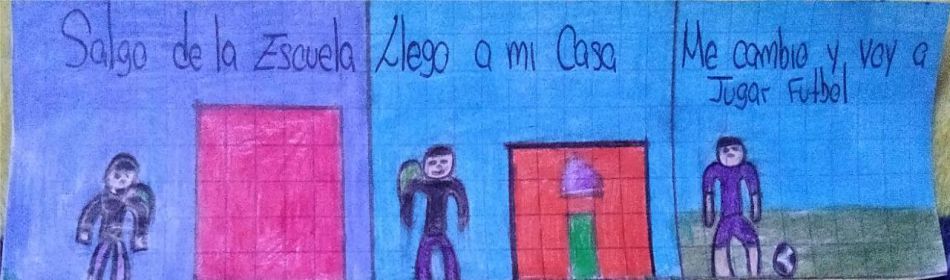 Salgo de la Escuela
Llego a mi Casa
Me cambio y voy a
Jugar Futbol